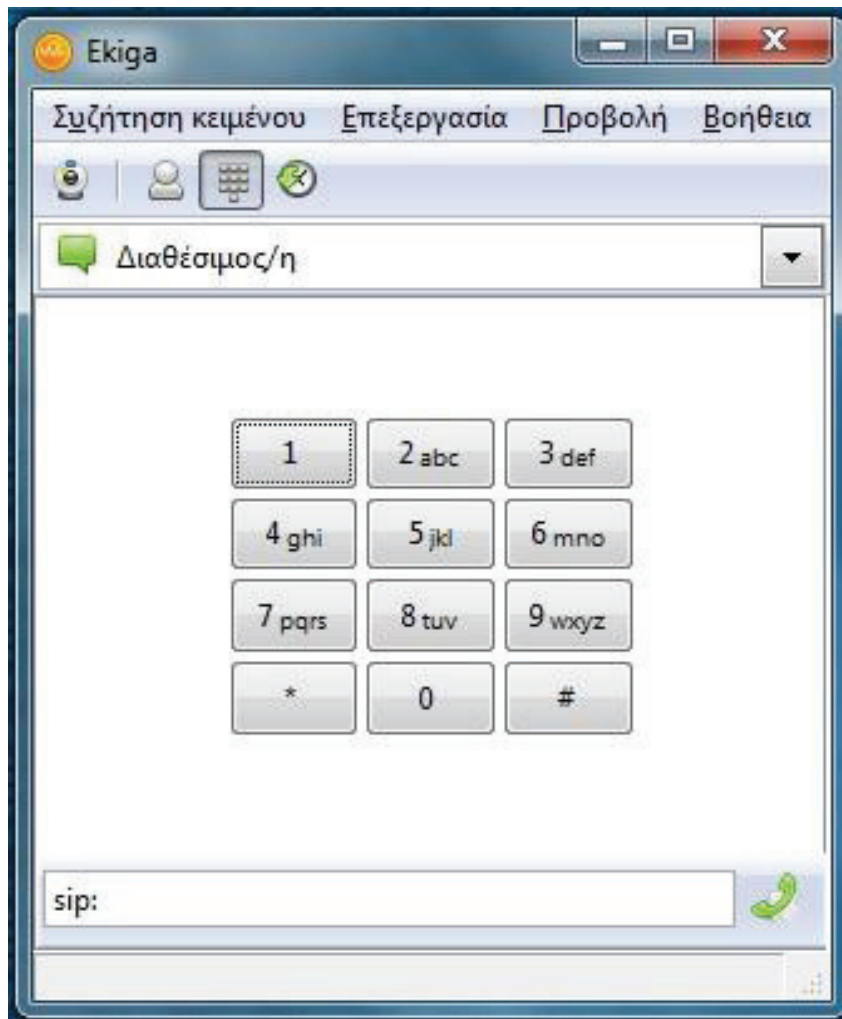 Ekiga
Συζήτηση κειμένου Επεξεργασία Προβολή Βοήθεια
Διαθέσιμος/η
1 2 abc 3 def
4 ghi 5 jkl 6 mno
7 pqrs 8 tuv 9 wxyz
* 0 #
sip: